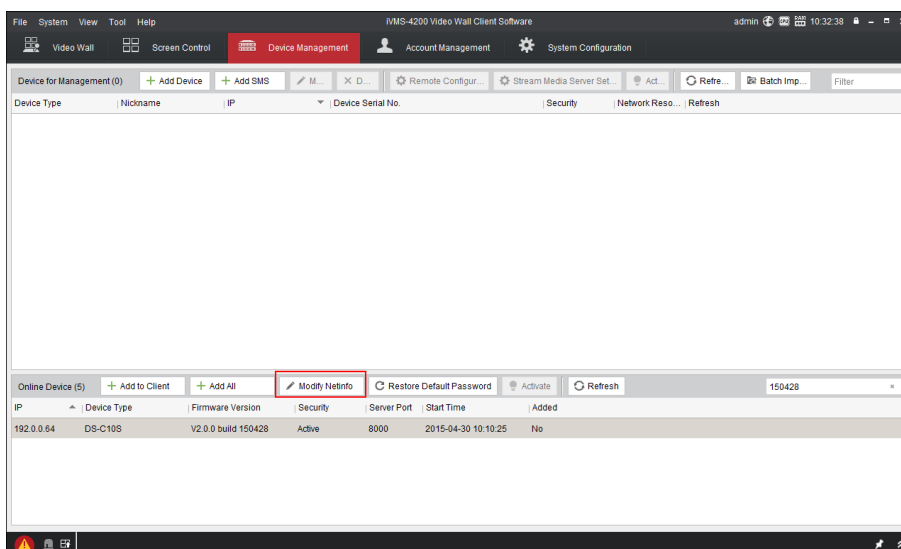 File System View Tool Help iVMS-4200 Video Wall Client Software admin 10:32:38
Video Wall Screen Control Device Management Account Management System Configuration
Device for Management (0) Add Device Add SMS M... D... Remote Configur... Stream Media Server Set... Act... Refre... Batch Imp... Filter
Device Type Nickname IP Device Serial No. Security Network Reso... Refresh
Online Device (5) Add to Client Add All Modify Netinfo Restore Default Password Activate Refresh 150428
IP Device Type Firmware Version Security Server Port Start Time Added
192.0.0.64 DS-C10S V2.0.0 build 150428 Active 8000 2015-04-30 10:10:25 No